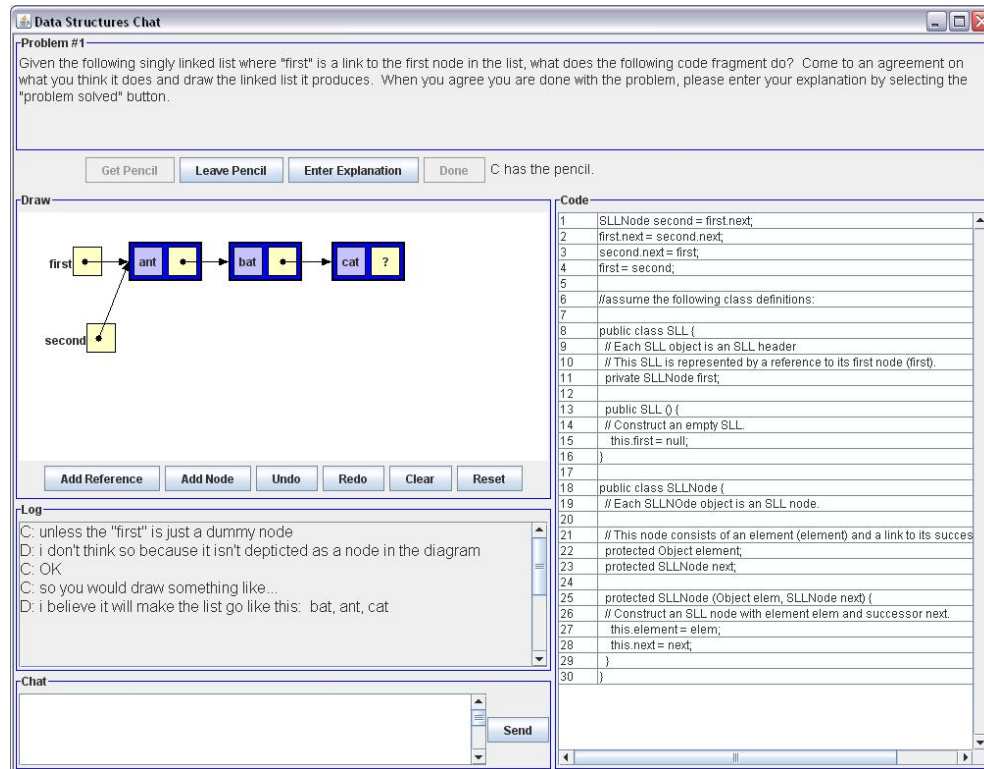 Data Structures Chat
Problem #1
Given the following singly linked list where "first" is a link to the first node in the list, what does the following code fragment do? Come to an agreement on
what you think it does and draw the linked list it produces. When you agree you are done with the problem, please enter your explanation by selecting the
"problem solved" button.
Get Pencil Leave Pencil Enter Explanation Done C has the pencil.
Draw
first ant bat cat ?
second
Add Reference Add Node Undo Redo Clear Reset
Log
C: unless the "first" is just a dummy node
D: i don't think so because it isn't depticted as a node in the diagram
C: OK
C: so you would draw something like...
D: i believe it will make the list go like this: bat, ant, cat
Chat
Send
Code
1 SLLNode second = first.next;
2 first.next = second.next;
3 second.next = first;
4 first = second;
5
6 //assume the following class definitions:
7
8 public class SLL {
9 // Each SLL object is an SLL header
10 // This SLL is represented by a reference to its first node (first).
11 private SLLNode first;
12
13 public SLL () {
14 // Construct an empty SLL.
15 this.first = null;
16 }
17
18 public class SLLNode {
19 // Each SLLNOde object is an SLL node.
20
21 // This node consists of an element (element) and a link to its succes
22 protected Object element;
23 protected SLLNode next;
24
25 protected SLLNode (Object elem, SLLNode next) {
26 // Construct an SLL node with element elem and successor next.
27 this.element = elem;
28 this.next = next;
29 }
30 }